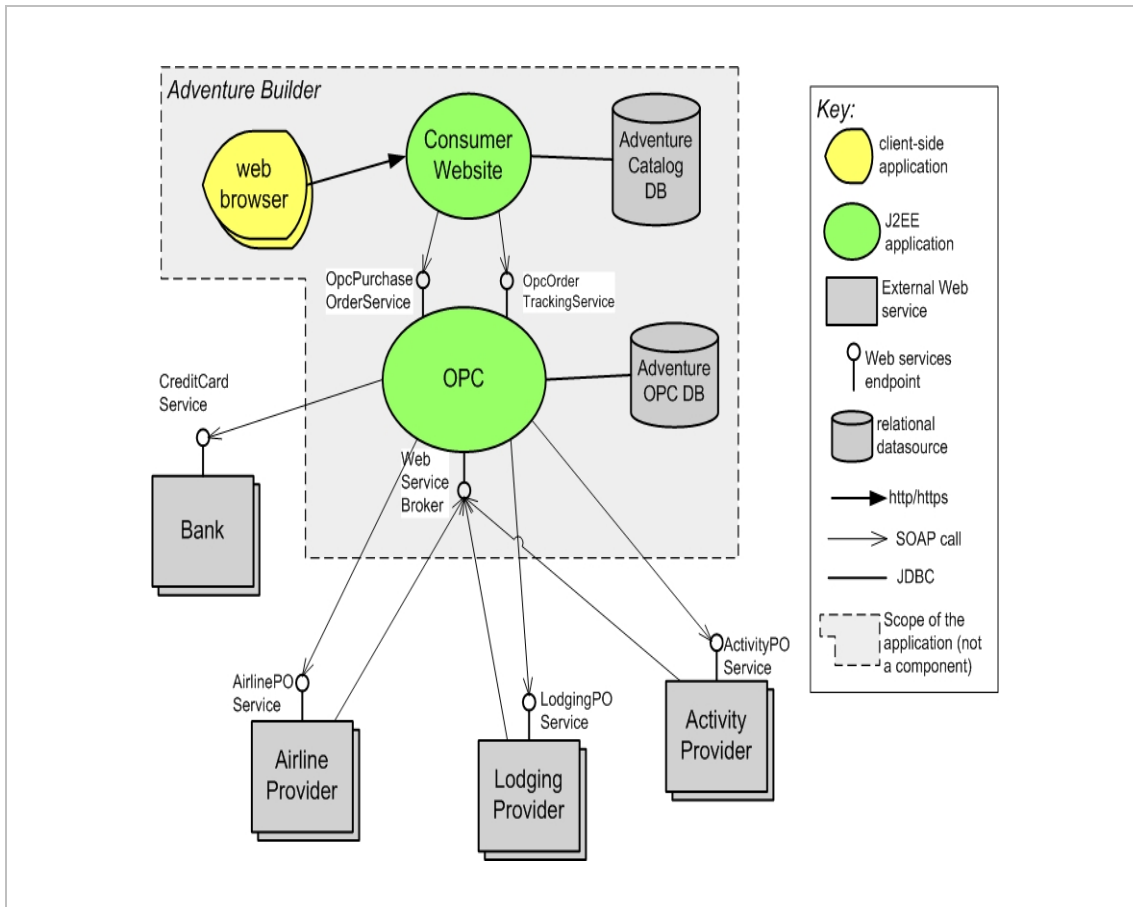 Adventure Builder
web
browser
Consumer
Website
Adventure
Catalog
DB
OpcPurchase
OrderService
OpcOrder
TrackingService
OPC
Adventure
OPC DB
CreditCard
Service
Web
Service
Broker
Bank
AirlinePO
Service
Airline
Provider
LodgingPO
Service
Lodging
Provider
ActivityPO
Service
Activity
Provider
Key:
client-side
application
J2EE
application
External Web
service
Web services
endpoint
relational
datasource
http/https
SOAP call
JDBC
Scope of the
application (not
a component)